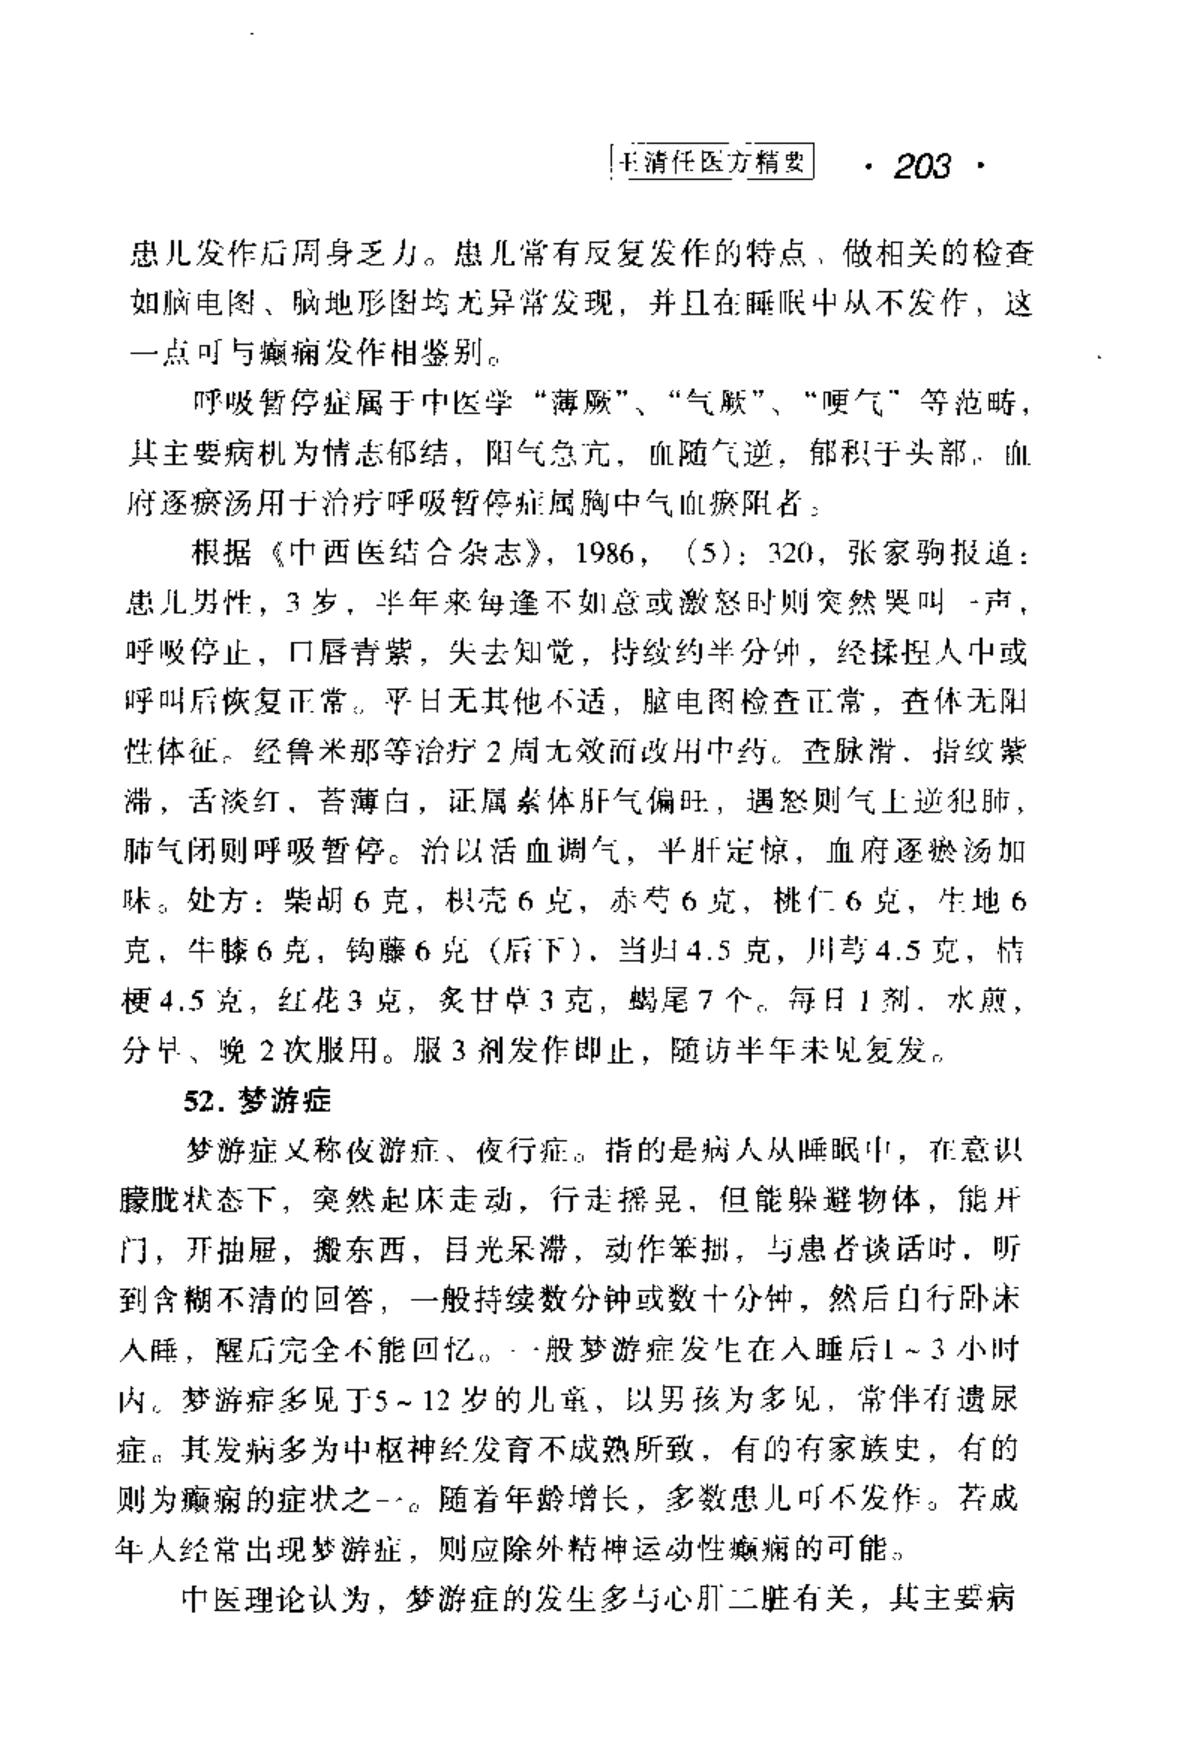 王清任医方精要 · 203 ·
患儿发作后周身乏力。患儿常有反复发作的特点、做相关的检查
如脑电图、脑地形图均无异常发现，并且在睡眠中从不发作，这
一点可与癫痫发作相鉴别。
呼吸暂停症属于中医学“薄厥”、“气厥”、“哽气”等范畴，
其主要病机为情志郁结，阳气急亢，血随气逆，郁积于头部。血
府逐瘀汤用于治疗呼吸暂停症属胸中气血瘀阻者。
根据《中西医结合杂志》，1986，（5）：320，张家驹报道：
患儿男性，3岁，半年来每逢不如意或激怒时则突然哭叫一声，
呼吸停止，口唇青紫，失去知觉，持续约半分钟，经揉捏人中或
呼叫后恢复正常。平日无其他不适，脑电图检查正常，查体无阳
性体征。经鲁米那等治疗2周无效而改用中药。查脉滑，指纹紫
滞，舌淡红，苔薄白，证属素体肝气偏旺，遇怒则气上逆犯肺，
肺气闭则呼吸暂停。治以活血调气，平肝定惊，血府逐瘀汤加
味。处方：柴胡6克，枳壳6克，赤芍6克，桃仁6克，生地6
克，牛膝6克，钩藤6克（后下），当归4.5克，川芎4.5克，桔
梗4.5克，红花3克，炙甘草3克，蝎尾7个。每日1剂，水煎，
分早、晚2次服用。服3剂发作即止，随访半年未见复发。
52. 梦游症
梦游症又称夜游症、夜行症。指的是病人从睡眠中，在意识
朦胧状态下，突然起床走动，行走摇晃，但能躲避物体，能开
门，开抽屉，搬东西，目光呆滞，动作笨拙，与患者谈话时，听
到含糊不清的回答，一般持续数分钟或数十分钟，然后自行卧床
入睡，醒后完全不能回忆。一般梦游症发生在入睡后1～3小时
内。梦游症多见于5～12岁的儿童，以男孩为多见，常伴有遗尿
症。其发病多为中枢神经发育不成熟所致，有的有家族史，有的
则为癫痫的症状之一。随着年龄增长，多数患儿可不发作。若成
年人经常出现梦游症，则应除外精神运动性癫痫的可能。
中医理论认为，梦游症的发生多与心肝二脏有关，其主要病